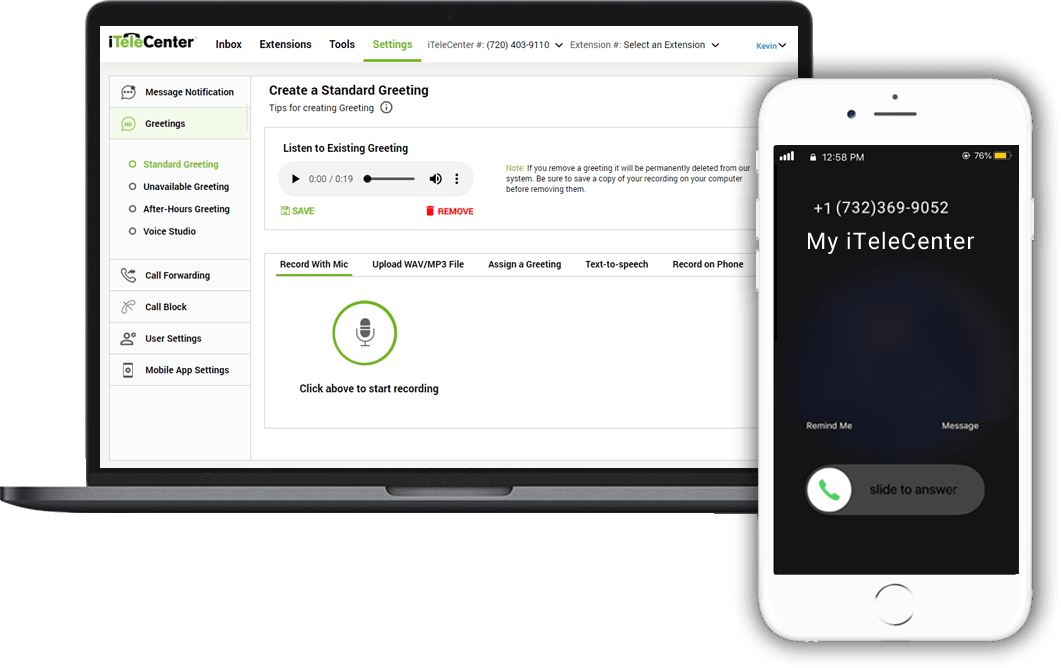 iTeleCenter
Inbox Extensions Tools Settings iTeleCenter #: (720) 403-9110 Extension #: Select an Extension Kevin
Message Notification
Greetings
Hi!
Standard Greeting
Unavailable Greeting
After-Hours Greeting
Voice Studio
Call Forwarding
Call Block
User Settings
Mobile App Settings
Create a Standard Greeting
Tips for creating Greeting
Listen to Existing Greeting
0:00 / 0:19
SAVE REMOVE
Note: If you remove a greeting it will be permanently deleted from our
system. Be sure to save a copy of your recording on your computer
before removing them.
Record With Mic Upload WAV/MP3 File Assign a Greeting Text-to-speech Record on Phone
Click above to start recording
12:58 PM 76%
+1 (732)369-9052
My iTeleCenter
Remind Me Message
slide to answer